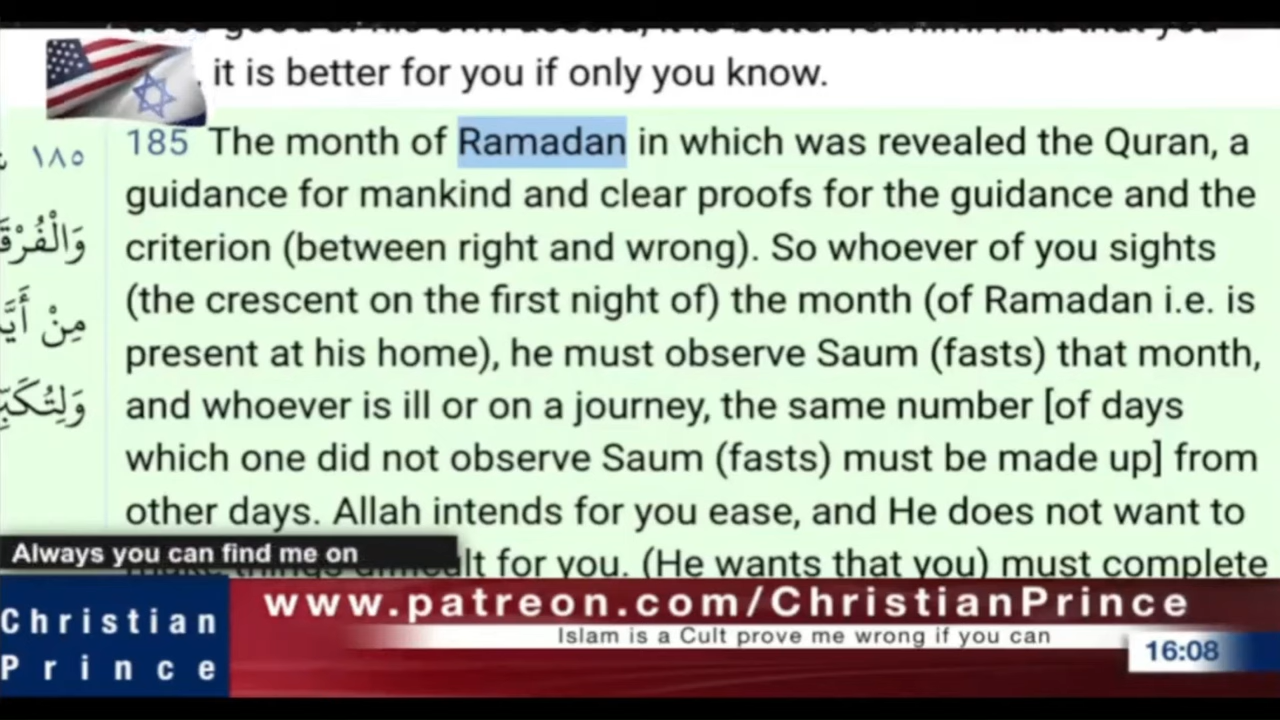 it is better for you if only you know.
185 The month of Ramadan in which was revealed the Quran, a
guidance for mankind and clear proofs for the guidance and the
criterion (between right and wrong). So whoever of you sights
(the crescent on the first night of) the month (of Ramadan i.e. is
present at his home), he must observe Saum (fasts) that month,
and whoever is ill or on a journey, the same number [of days
which one did not observe Saum (fasts) must be made up] from
other days. Allah intends for you ease, and He does not want to
for you. (He wants that you) must complete
١٨٥
مِنْ
Always you can find me on
Christian
Prince
www.patreon.com/ChristianPrince
Islam is a Cult prove me wrong if you can
16:08